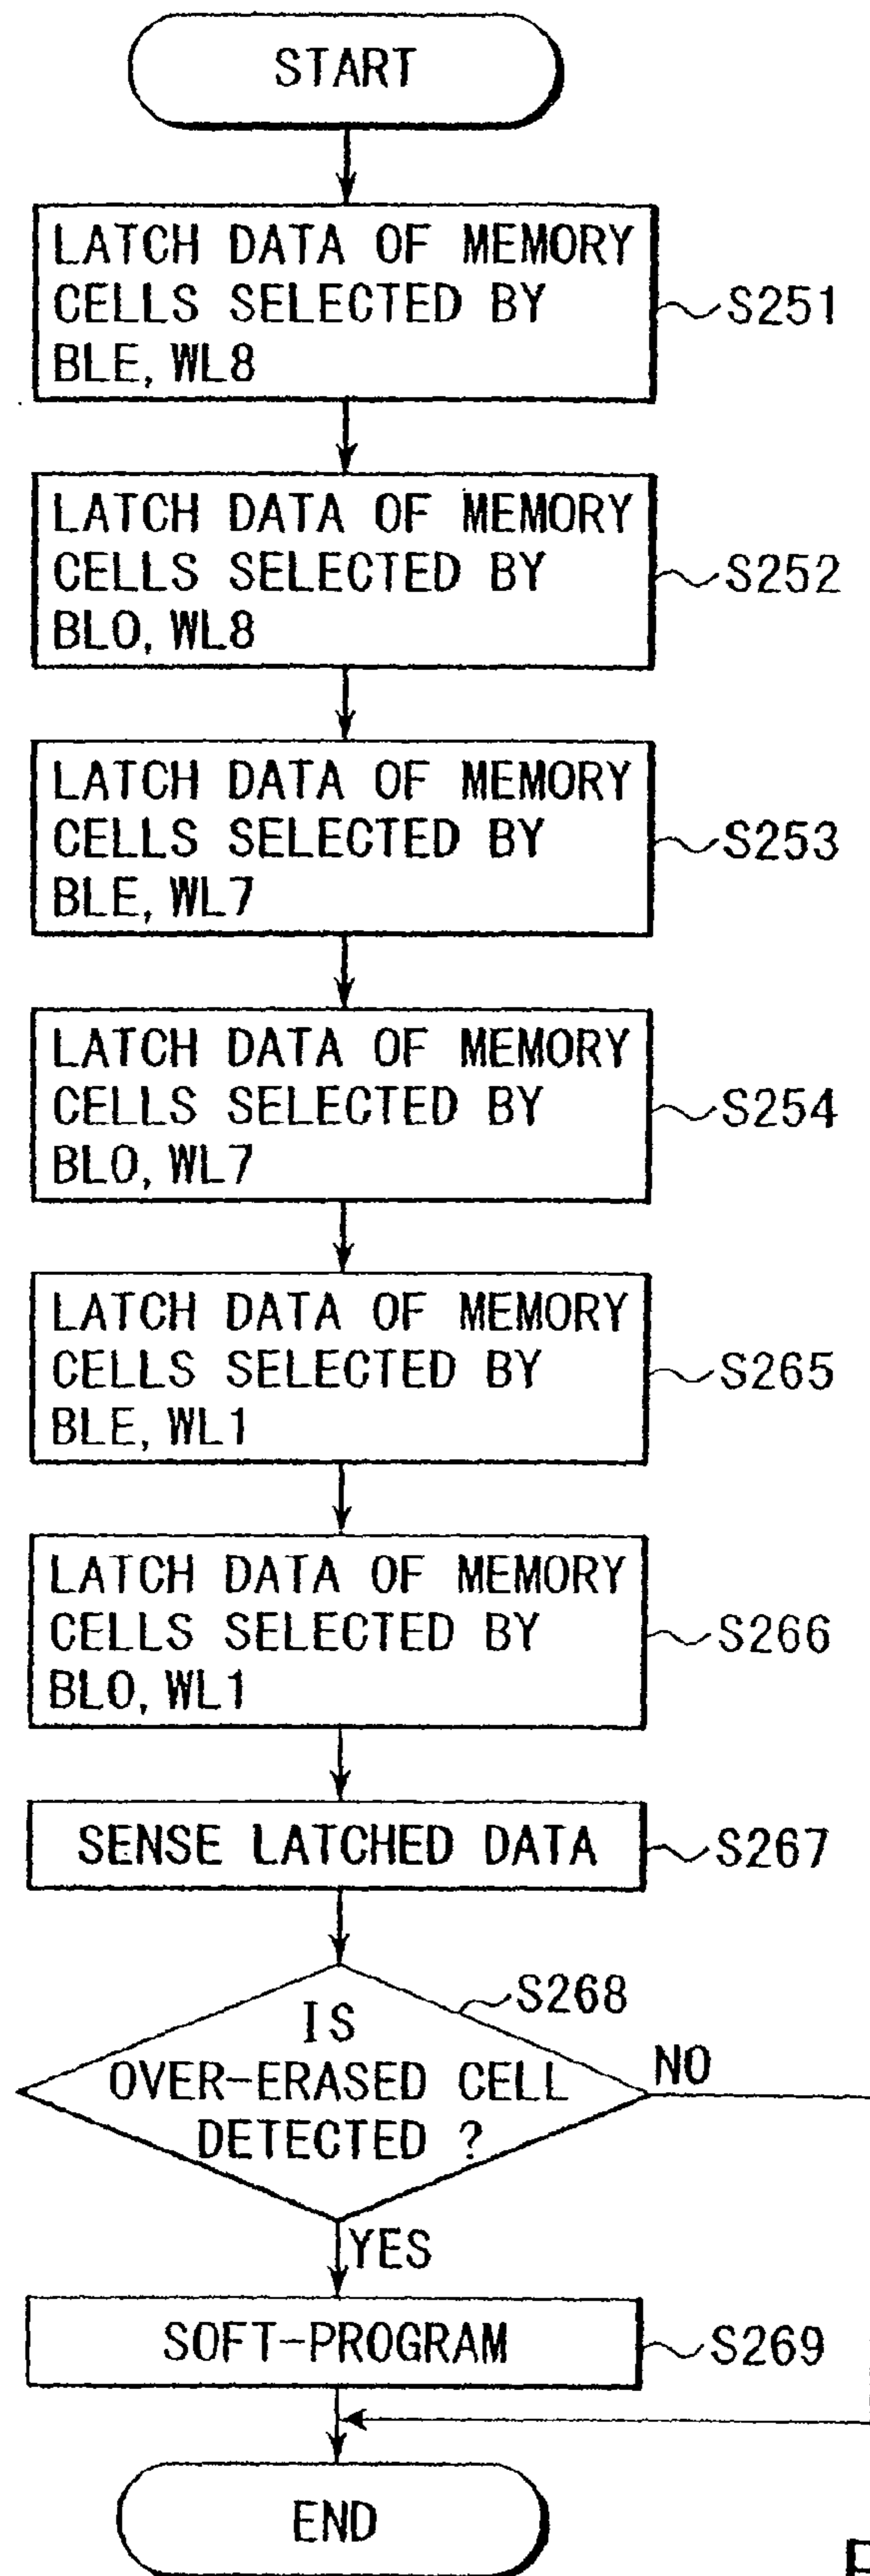 START
LATCH DATA OF MEMORY
CELLS SELECTED BY
BLE, WL8
S251
LATCH DATA OF MEMORY
CELLS SELECTED BY
BLO, WL8
S252
LATCH DATA OF MEMORY
CELLS SELECTED BY
BLE, WL7
S253
LATCH DATA OF MEMORY
CELLS SELECTED BY
BLO, WL7
S254
LATCH DATA OF MEMORY
CELLS SELECTED BY
BLE, WL1
S265
LATCH DATA OF MEMORY
CELLS SELECTED BY
BLO, WL1
S266
SENSE LATCHED DATA
S267
S268
IS
OVER-ERASED CELL
DETECTED ?
NO
YES
SOFT-PROGRAM
S269
END